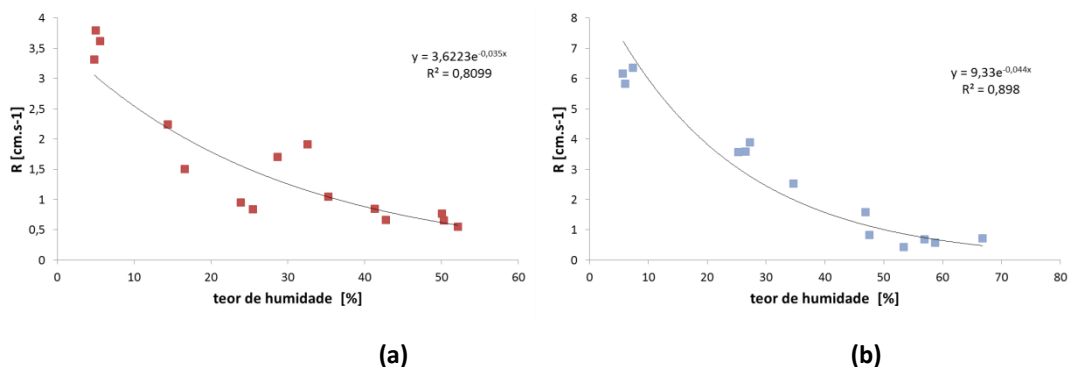 4
3,5
3
2,5
2
1,5
1
0,5
0
R [cm.s-1]
0 10 20 30 40 50 60
teor de humidade [%]
y = 3,6223e-0,035x
R² = 0,8099
(a)
8
7
6
5
4
3
2
1
0
R [cm.s-1]
0 10 20 30 40 50 60 70 80
teor de humidade [%]
y = 9,33e-0,044x
R² = 0,898
(b)